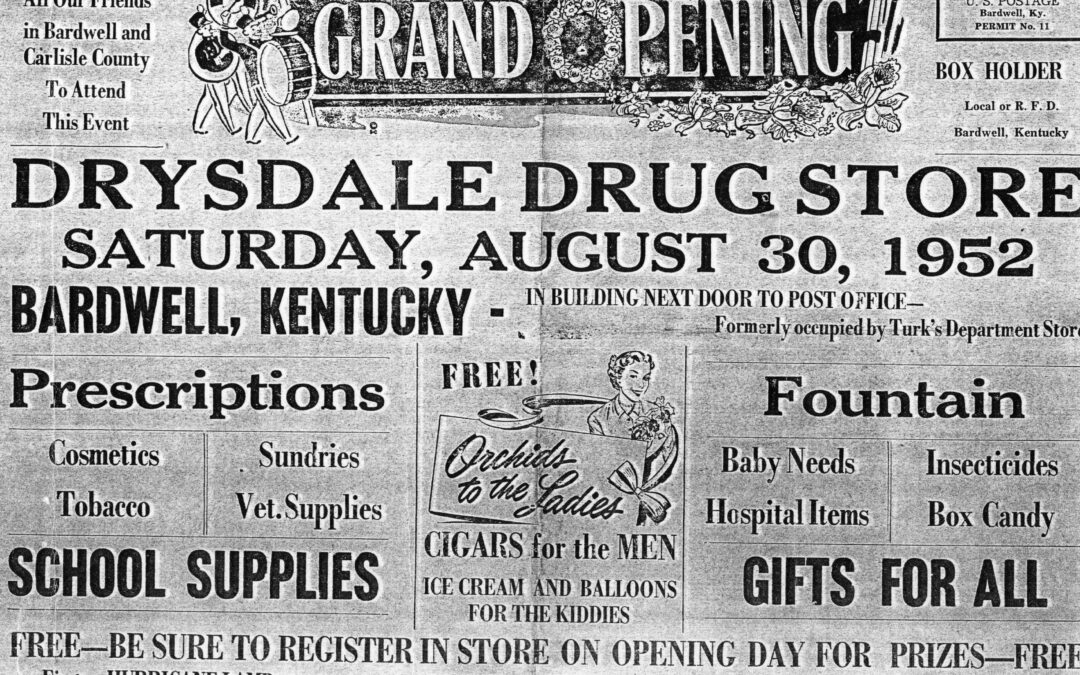 All Our Friends
in Bardwell and
Carlisle County
To Attend
This Event
GRAND OPENING
U. S. POSTAGE
Bardwell, Ky.
PERMIT No. 11
BOX HOLDER
Local or R. F. D.
Bardwell, Kentucky
DRYSDALE DRUG STORE
SATURDAY, AUGUST 30, 1952
BARDWELL, KENTUCKY -
IN BUILDING NEXT DOOR TO POST OFFICE—
Formerly occupied by Turk's Department Store
Prescriptions
Cosmetics
Sundries
Tobacco
Vet. Supplies
SCHOOL SUPPLIES
FREE!
Orchids
to the Ladies
CIGARS for the MEN
ICE CREAM AND BALLOONS
FOR THE KIDDIES
Fountain
Baby Needs
Insecticides
Hospital Items
Box Candy
GIFTS FOR ALL
FREE—BE SURE TO REGISTER IN STORE ON OPENING DAY FOR PRIZES—FREE
HURRICANE LAMP